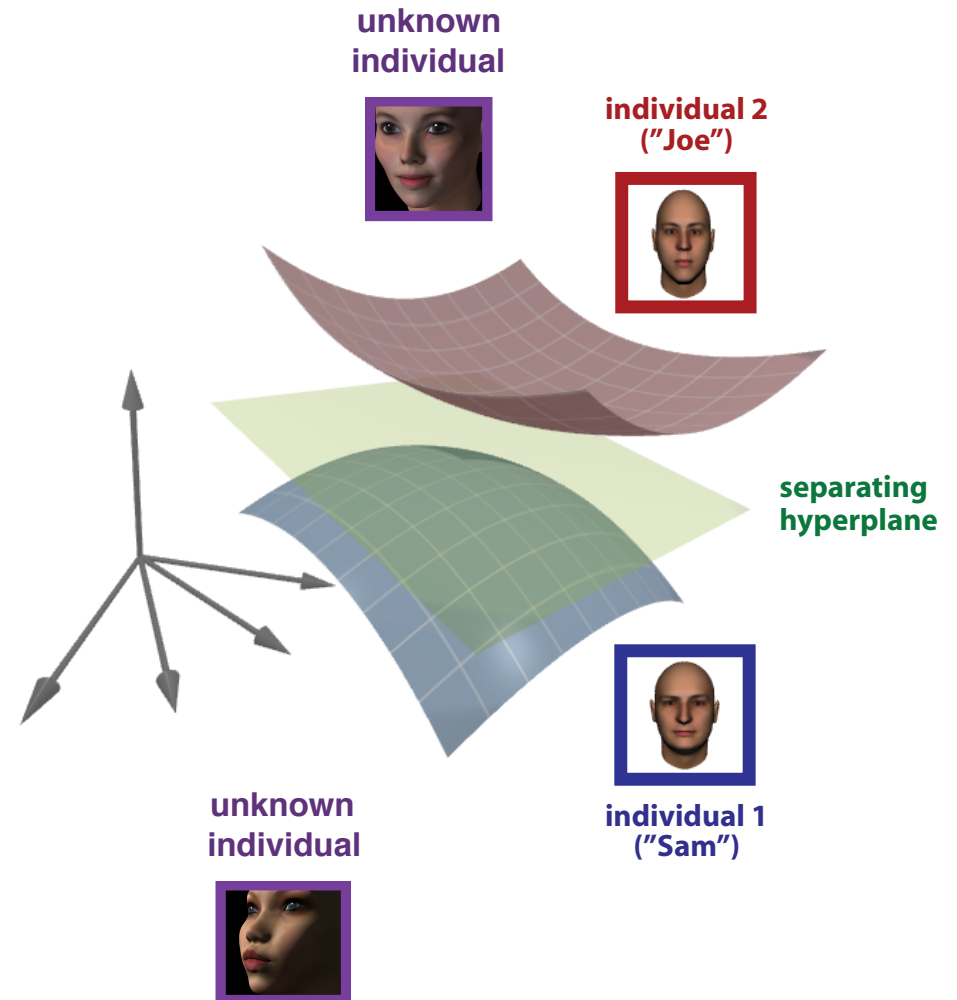 unknown
individual
individual 2
(”Joe”)
separating
hyperplane
individual 1
(”Sam”)
unknown
individual